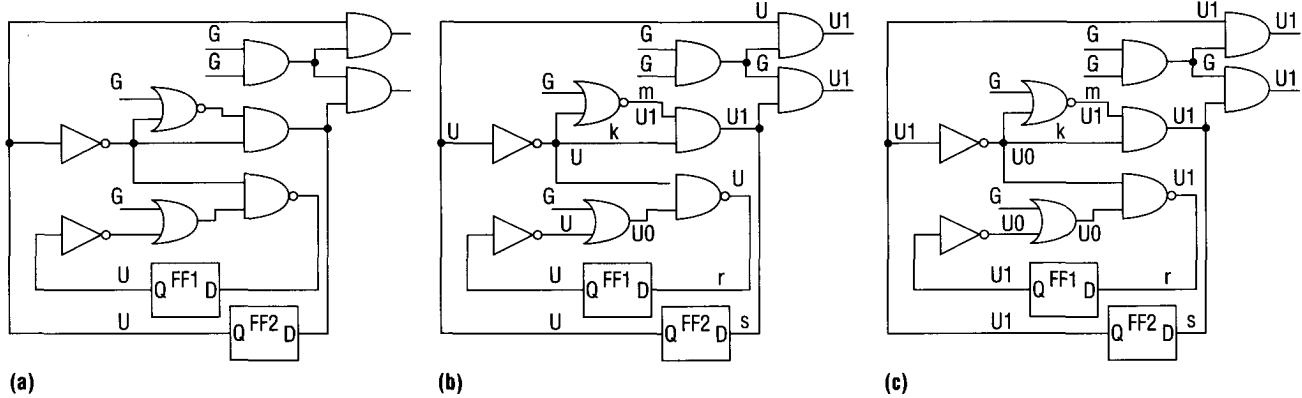 G
G
G
G
U
Q FF1 D
U
Q FF2 D
(a)
U U1
G
G G
U1
G m
U1 U1
U k
U
U
G
U U0
U r
Q FF1 D
U s
Q FF2 D
(b)
U1 U1
G
G G
U1
G m
U1 U1
U1 k
U0
U1
G
U0 U0
U1 r
Q FF1 D
U1 s
Q FF2 D
(c)